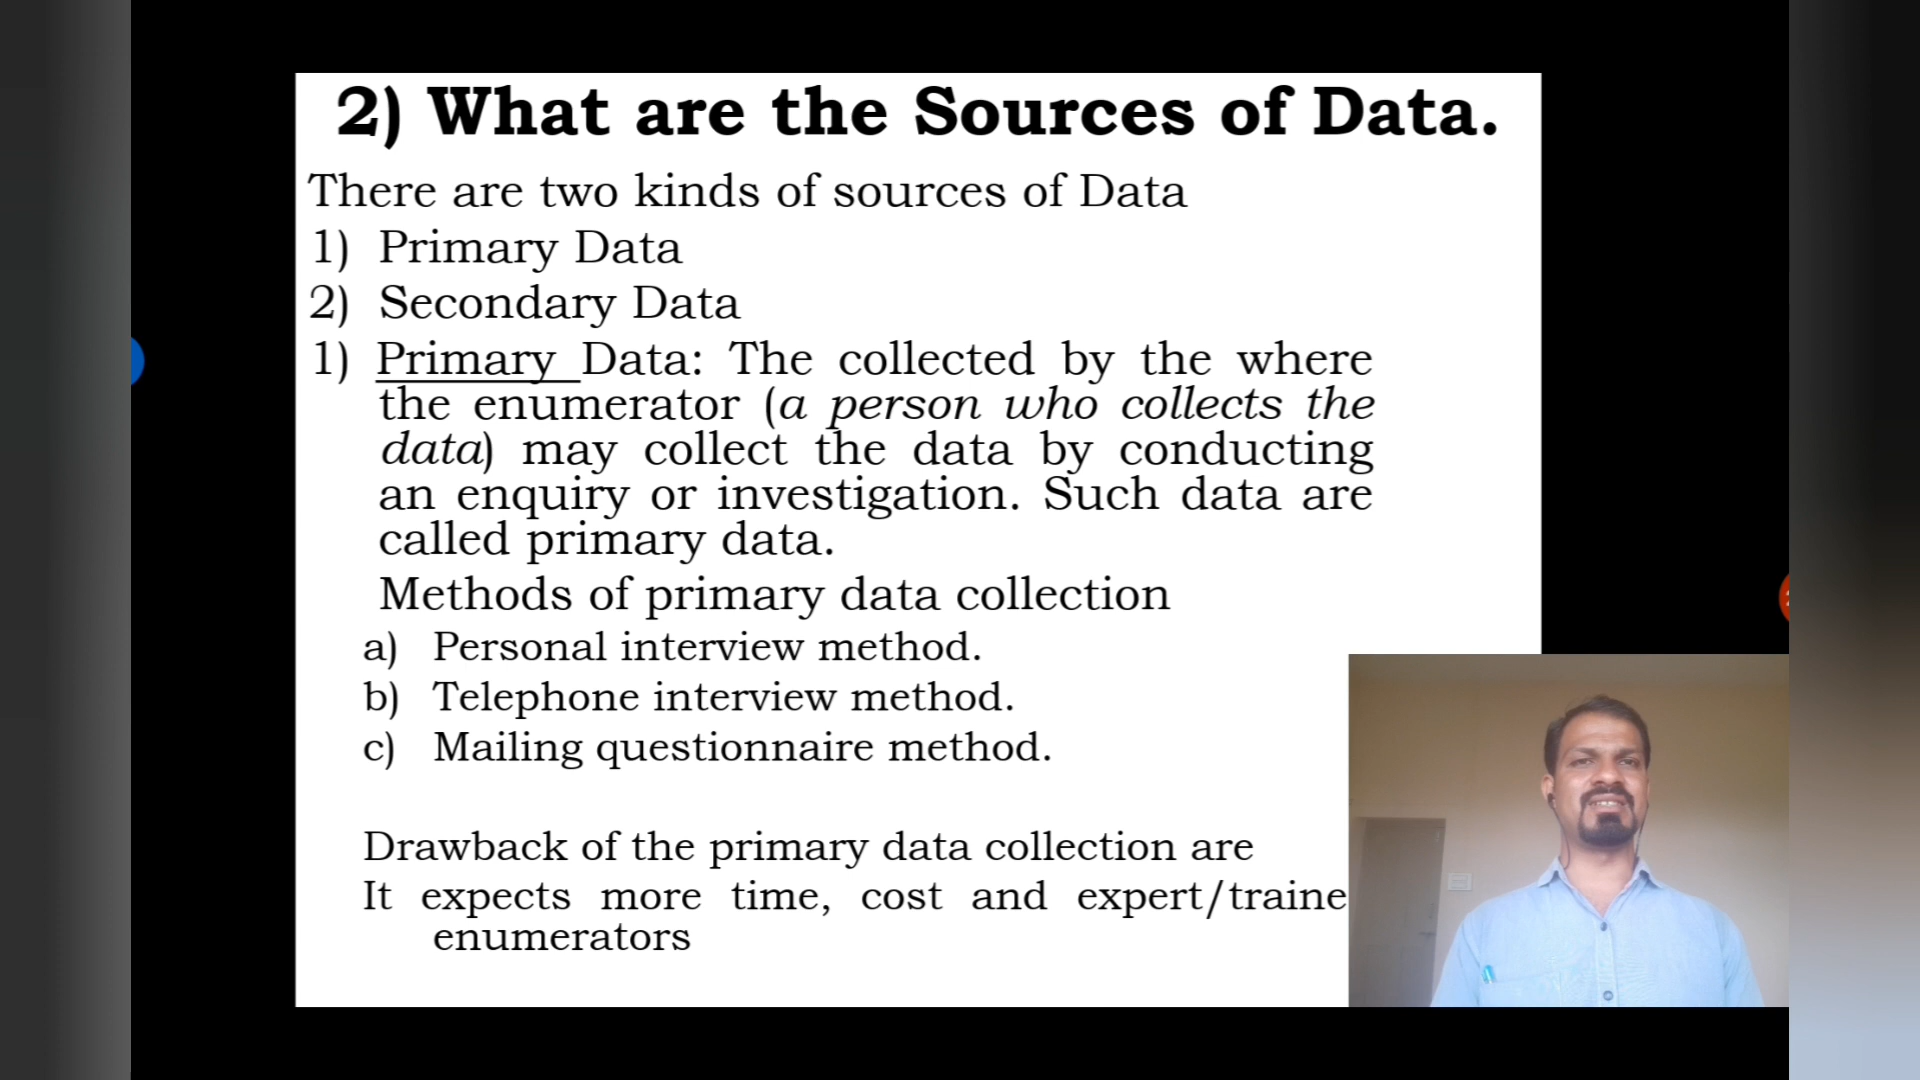 2) What are the Sources of Data.
There are two kinds of sources of Data
1) Primary Data
2) Secondary Data
1) Primary Data: The collected by the where
the enumerator (a person who collects the
data) may collect the data by conducting
an enquiry or investigation. Such data are
called primary data.
Methods of primary data collection
a) Personal interview method.
b) Telephone interview method.
c) Mailing questionnaire method.
Drawback of the primary data collection are
It expects more time, cost and expert/traine
enumerators